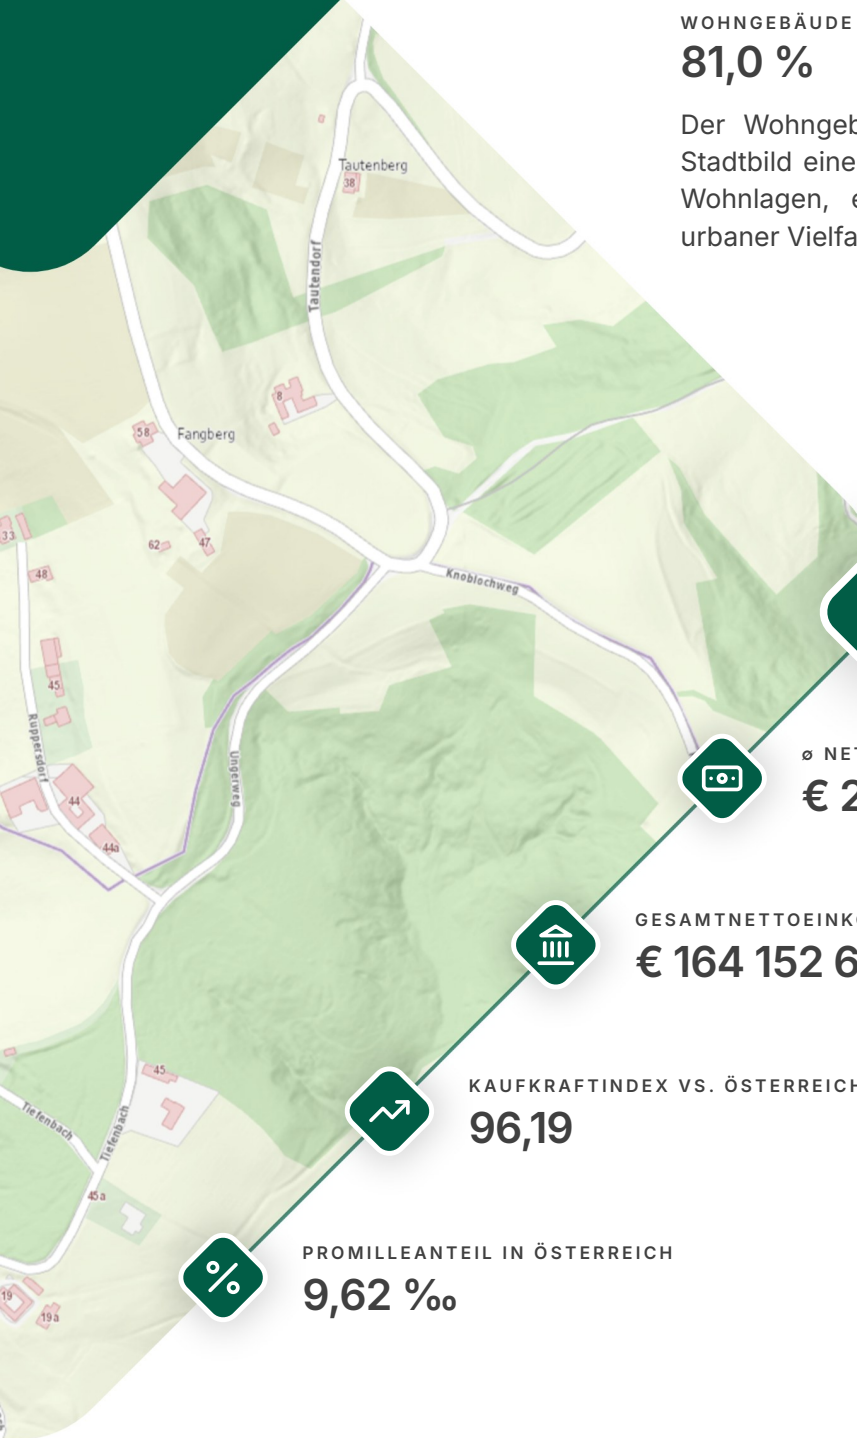 WOHNGEBÄUDE
81,0 %
Der Wohngeb
Stadtbild eine
Wohnlagen, e
urbaner Vielfa
Tautenberg
38
Tautendorf
8
58
Fangberg
33
62
47
48
Knoblochweg
45
Ruppersdorf
Ungerweg
ø NET
€ 2
44
44a
GESAMTNETTOEINKO
€ 164 152 6
45
KAUFKRAFTINDEX VS. ÖSTERREICH
96,19
Tiefenbach
Tiefenbach
45a
PROMILLEANTEIL IN ÖSTERREICH
9,62 ‰
19
19a